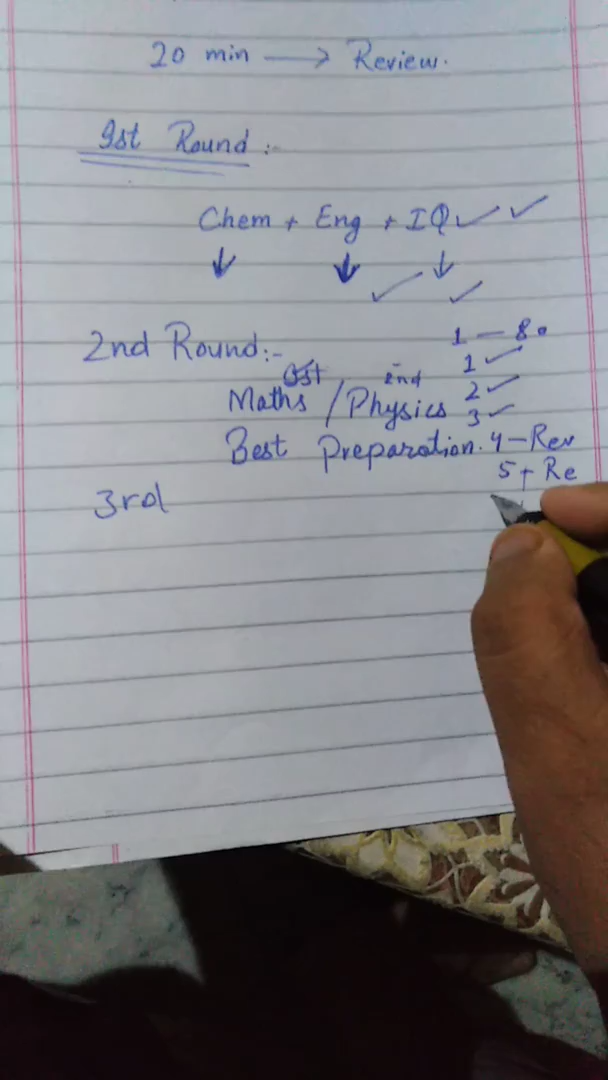 20 min → Review.
1st Round :-
Chem + Eng + IQ ✓ ✓
↓ ↓ ✓ ↓ ✓
2nd Round:-
1 — 80
1 ✓
1st 2nd
2 ✓
Maths / Physics
3 ✓
Best Preparation.
4 — Rev
5 — Re
3rd